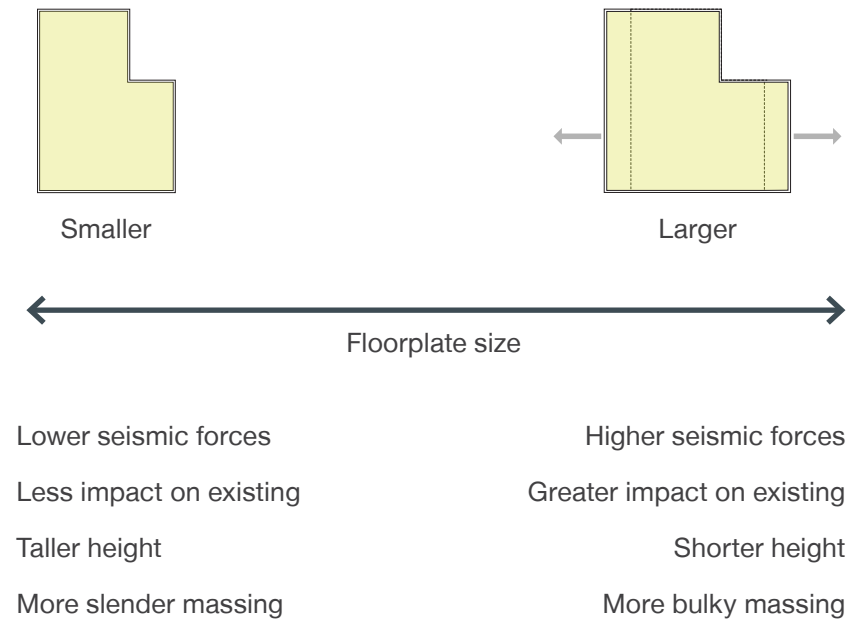 Smaller
Larger
Floorplate size
Lower seismic forces
Higher seismic forces
Less impact on existing
Greater impact on existing
Taller height
Shorter height
More slender massing
More bulky massing